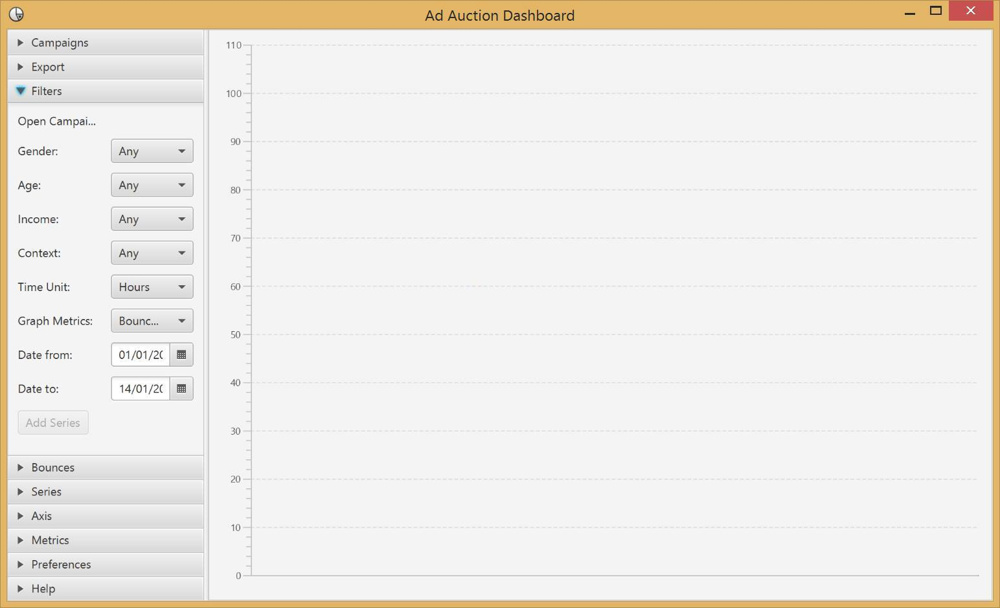 Ad Auction Dashboard
Campaigns
Export
Filters
Open Campai...
Gender: Any
Age: Any
Income: Any
Context: Any
Time Unit: Hours
Graph Metrics: Bounc...
Date from: 01/01/20
Date to: 14/01/20
Add Series
Bounces
Series
Axis
Metrics
Preferences
Help
110
100
90
80
70
60
50
40
30
20
10
0